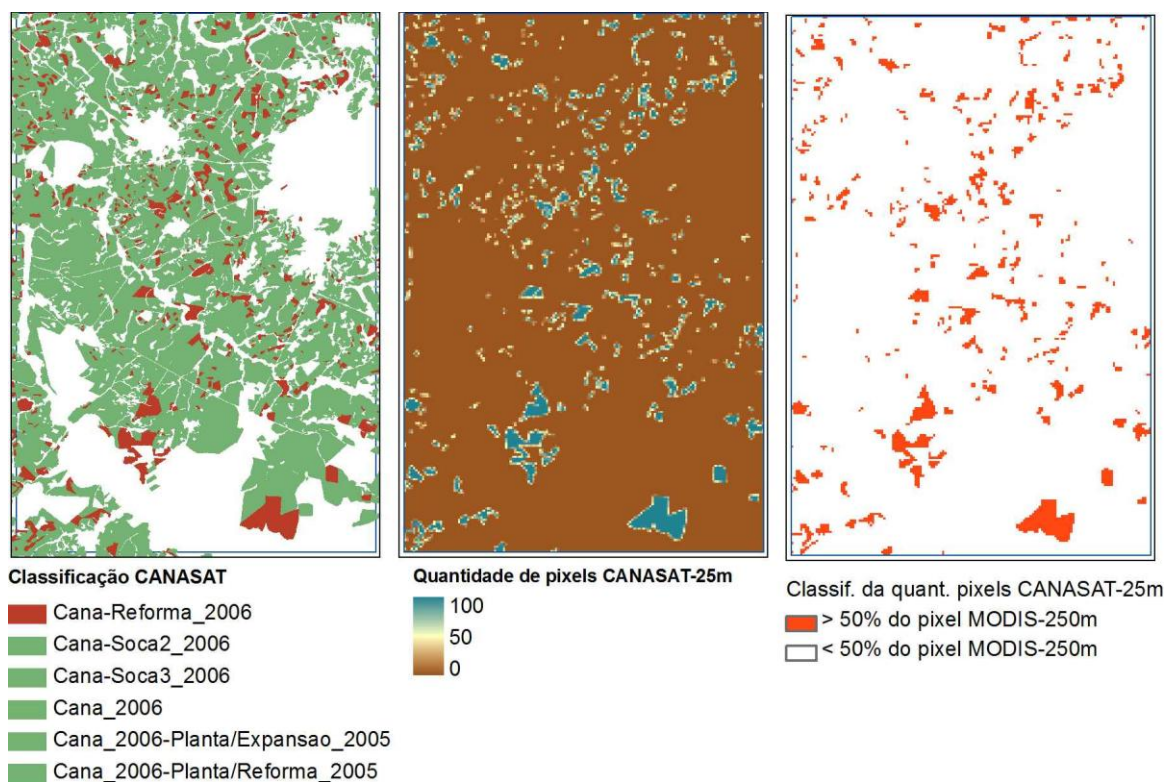 Classificação CANASAT
Cana-Reforma_2006
Cana-Soca2_2006
Cana-Soca3_2006
Cana_2006
Cana_2006-Planta/Expansao_2005
Cana_2006-Planta/Reforma_2005
Quantidade de pixels CANASAT-25m
100
50
0
Classif. da quant. pixels CANASAT-25m
> 50% do pixel MODIS-250m
< 50% do pixel MODIS-250m